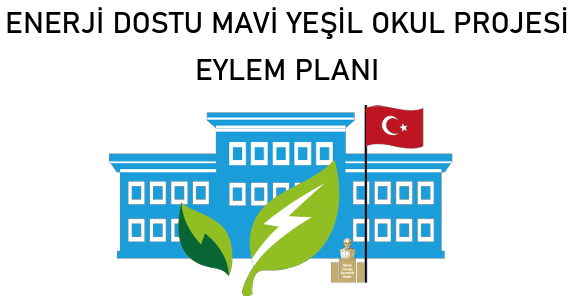 ENERJİ DOSTU MAVİ YEŞİL OKUL PROJESİ
EYLEM PLANI